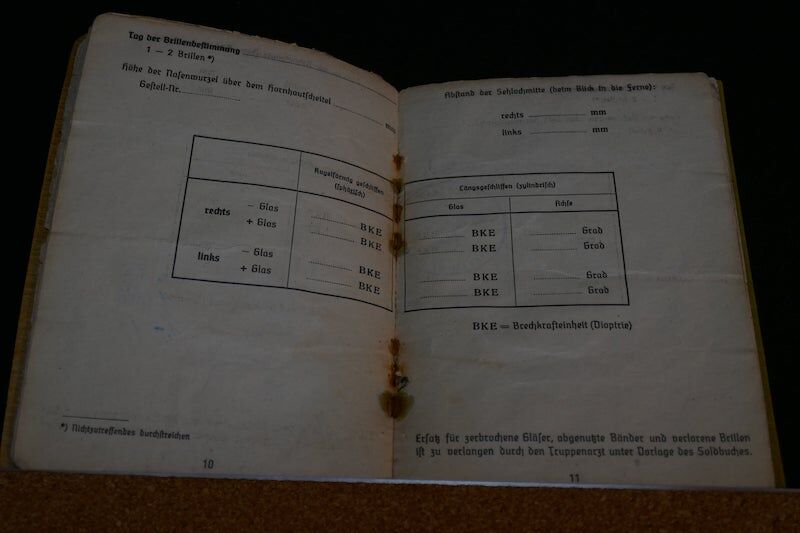 Tag der Brillenbestimmung
1 — 2 Brillen *)
Höhe der Nasenwurzel über dem Hornhautscheitel
Gestell-Nr.
mm
Kugelförmig geschliffen
(sphärisch)
rechts
— Glas
BKE
+ Glas
BKE
links
— Glas
BKE
+ Glas
BKE
*) Nichtzutreffendes durchstreichen
10
Abstand der Sehlochmitte (beim Blick in die Ferne):
rechts mm
links mm
Längsgeschliffen (zylindrisch)
Glas
Achse
BKE Grad
BKE Grad
BKE Grad
BKE Grad
BKE = Brechkrafteinheit (Dioptrie)
Ersatz für zerbrochene Gläser, abgenutzte Bänder und verlorene Brillen
ist zu verlangen durch den Truppenarzt unter Vorlage des Soldbuches.
11